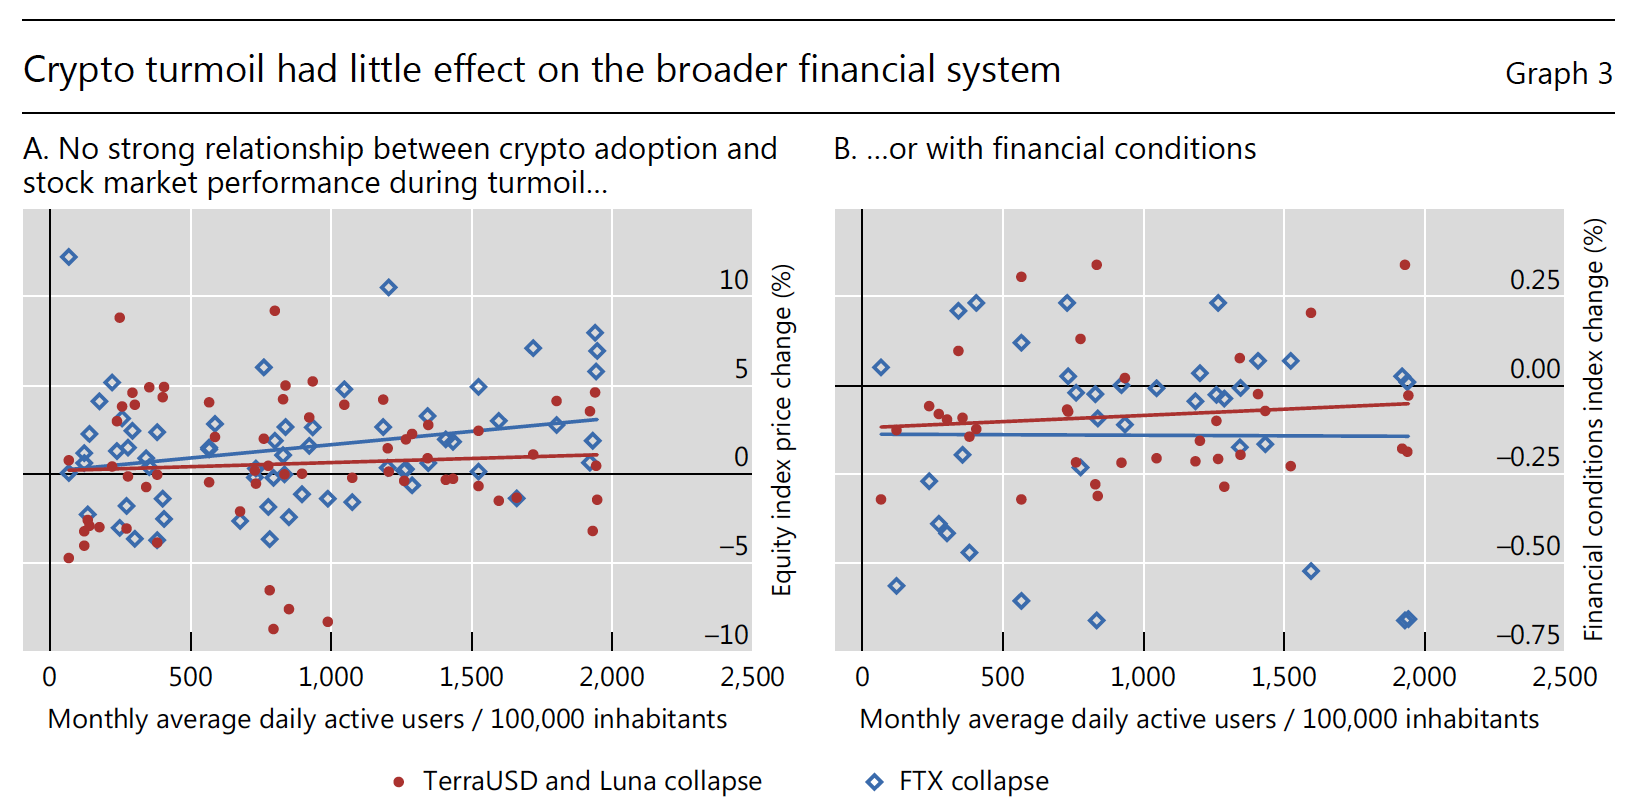 Crypto turmoil had little effect on the broader financial system
Graph 3
A. No strong relationship between crypto adoption and
stock market performance during turmoil…
B. …or with financial conditions
10
5
0
–5
–10
Equity index price change (%)
0 500 1,000 1,500 2,000 2,500
Monthly average daily active users / 100,000 inhabitants
0.25
0.00
–0.25
–0.50
–0.75
Financial conditions index change (%)
0 500 1,000 1,500 2,000 2,500
Monthly average daily active users / 100,000 inhabitants
TerraUSD and Luna collapse
FTX collapse